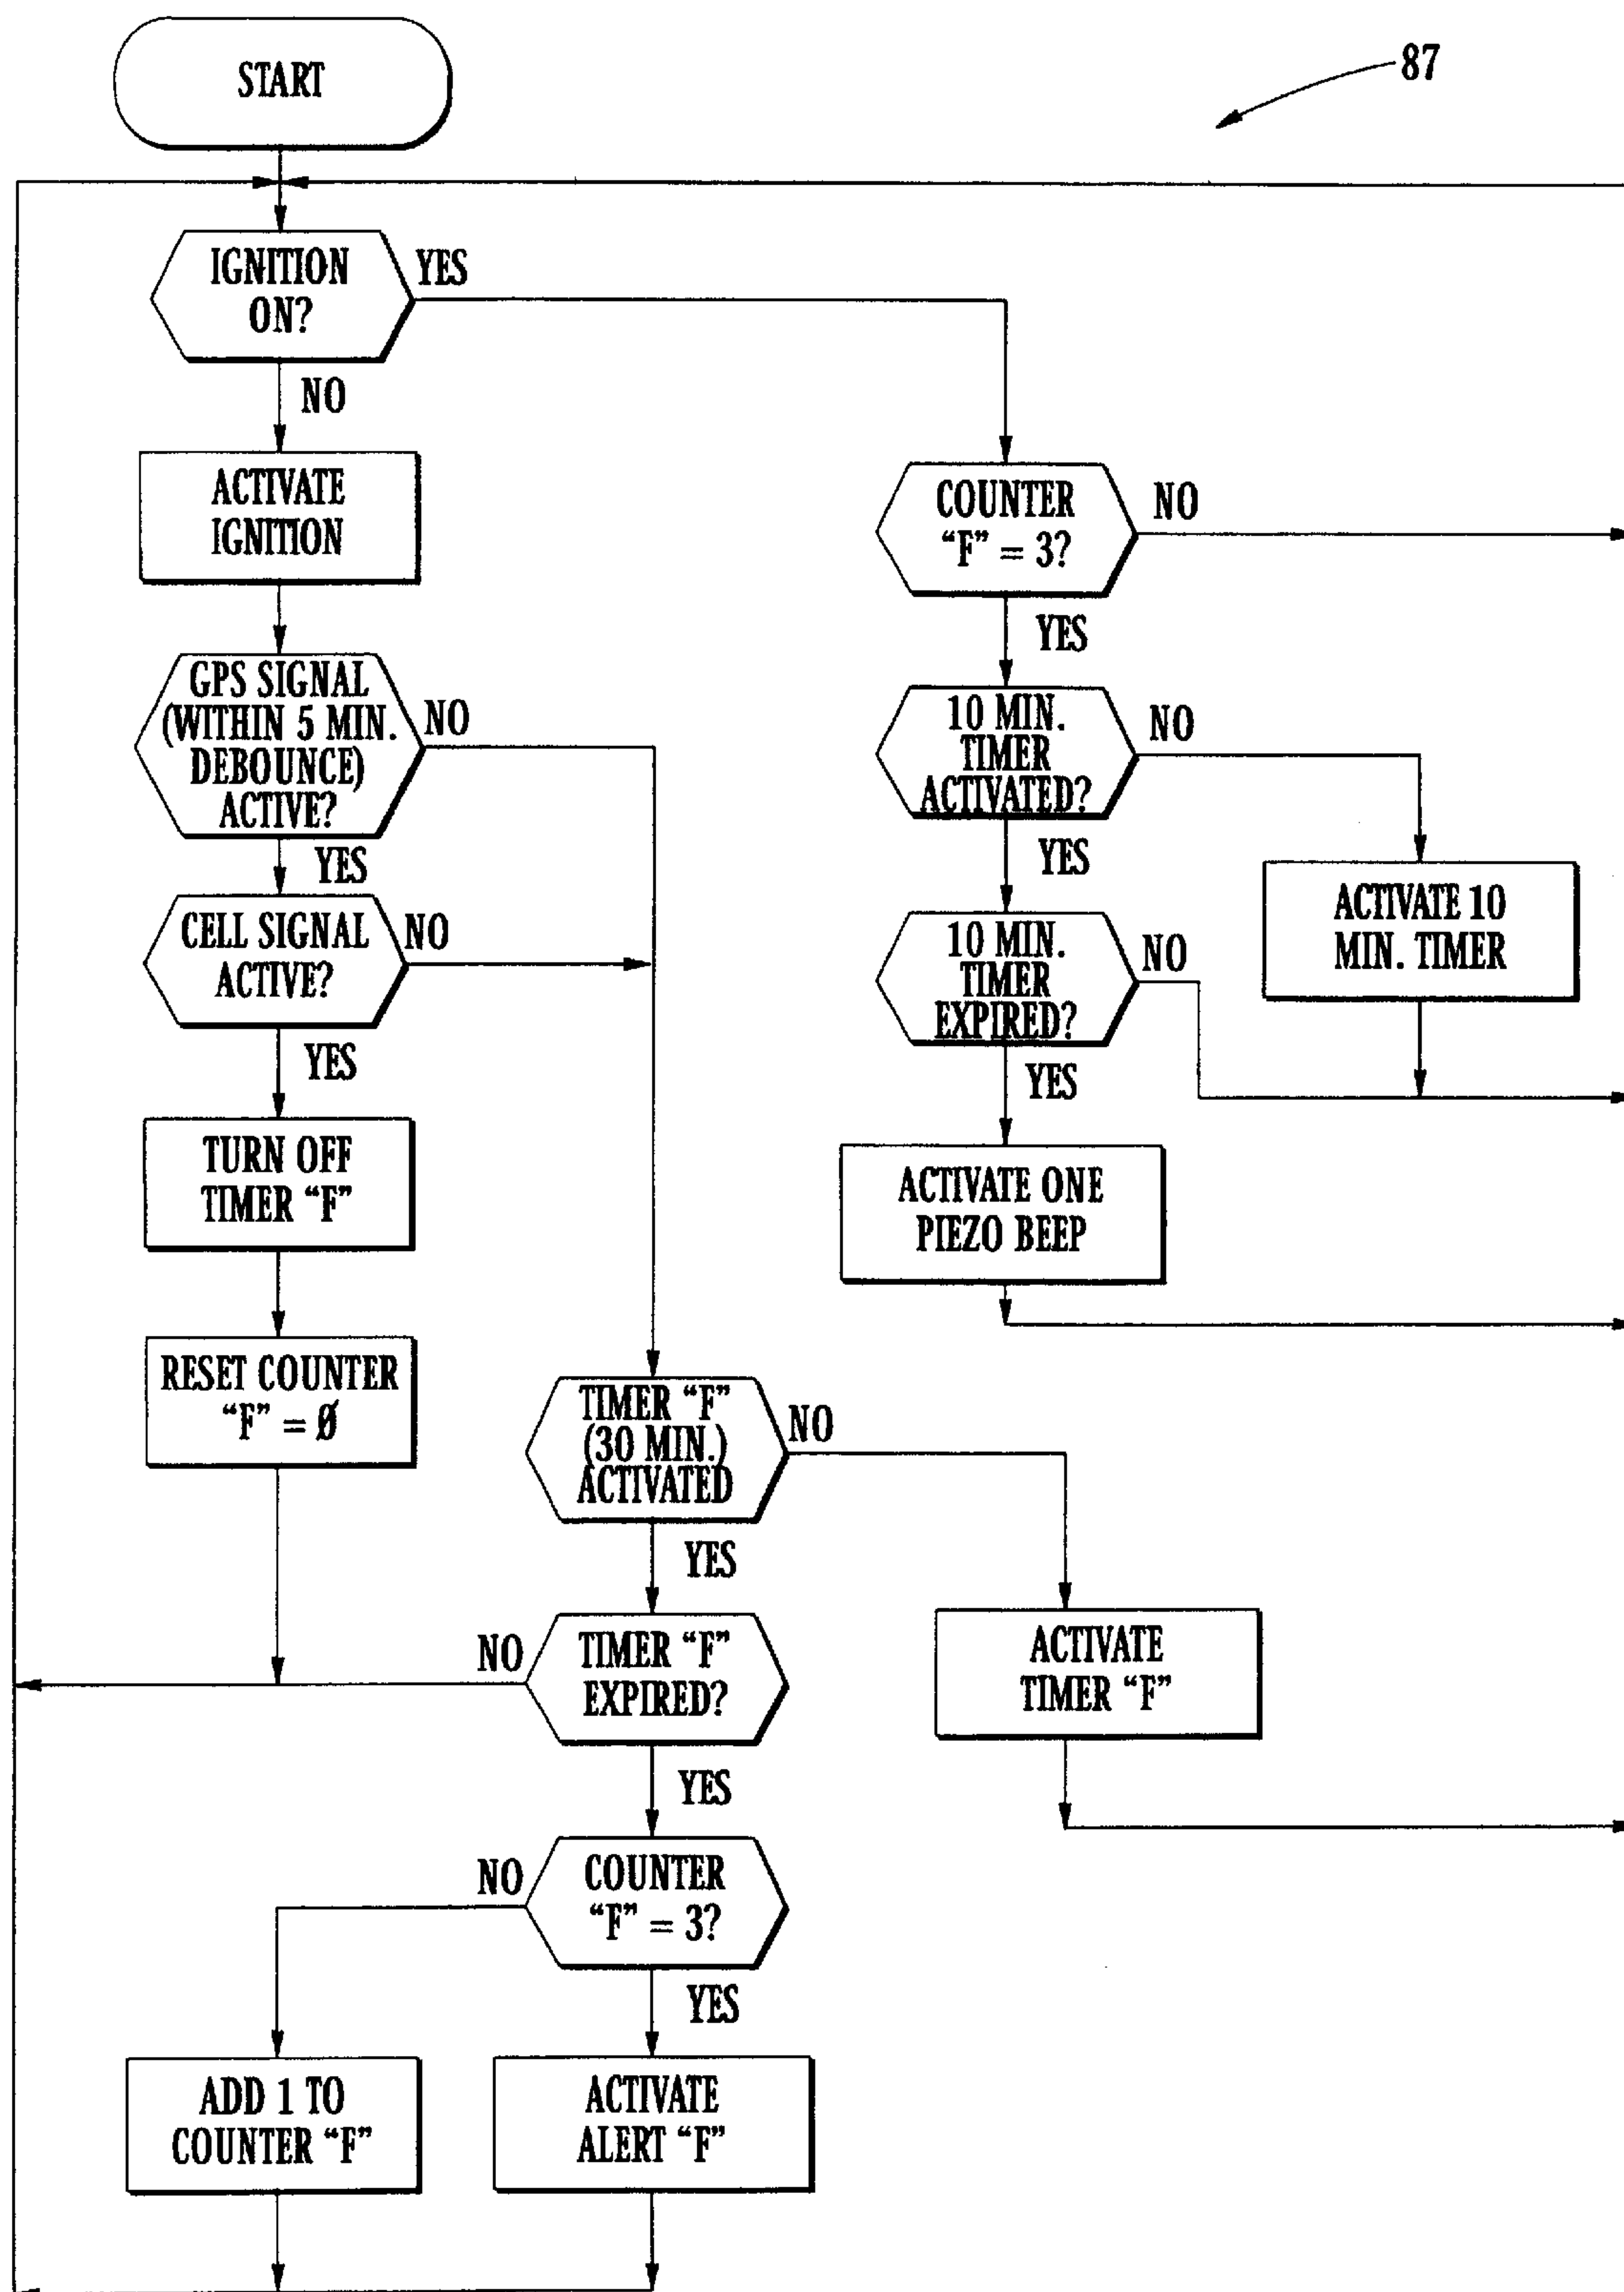 START
87
IGNITION
ON?
YES
NO
ACTIVATE
IGNITION
COUNTER
“F” = 3?
NO
YES
GPS SIGNAL
(WITHIN 5 MIN.
DEBOUNCE)
ACTIVE?
NO
YES
10 MIN.
TIMER
ACTIVATED?
NO
YES
ACTIVATE 10
MIN. TIMER
CELL SIGNAL
ACTIVE?
NO
YES
10 MIN.
TIMER
EXPIRED?
NO
YES
TURN OFF
TIMER “F”
ACTIVATE ONE
PIEZO BEEP
RESET COUNTER
“F” = Ø
TIMER “F”
(30 MIN.)
ACTIVATED
NO
YES
TIMER “F”
EXPIRED?
NO
YES
ACTIVATE
TIMER “F”
COUNTER
“F” = 3?
NO
YES
ADD 1 TO
COUNTER “F”
ACTIVATE
ALERT “F”